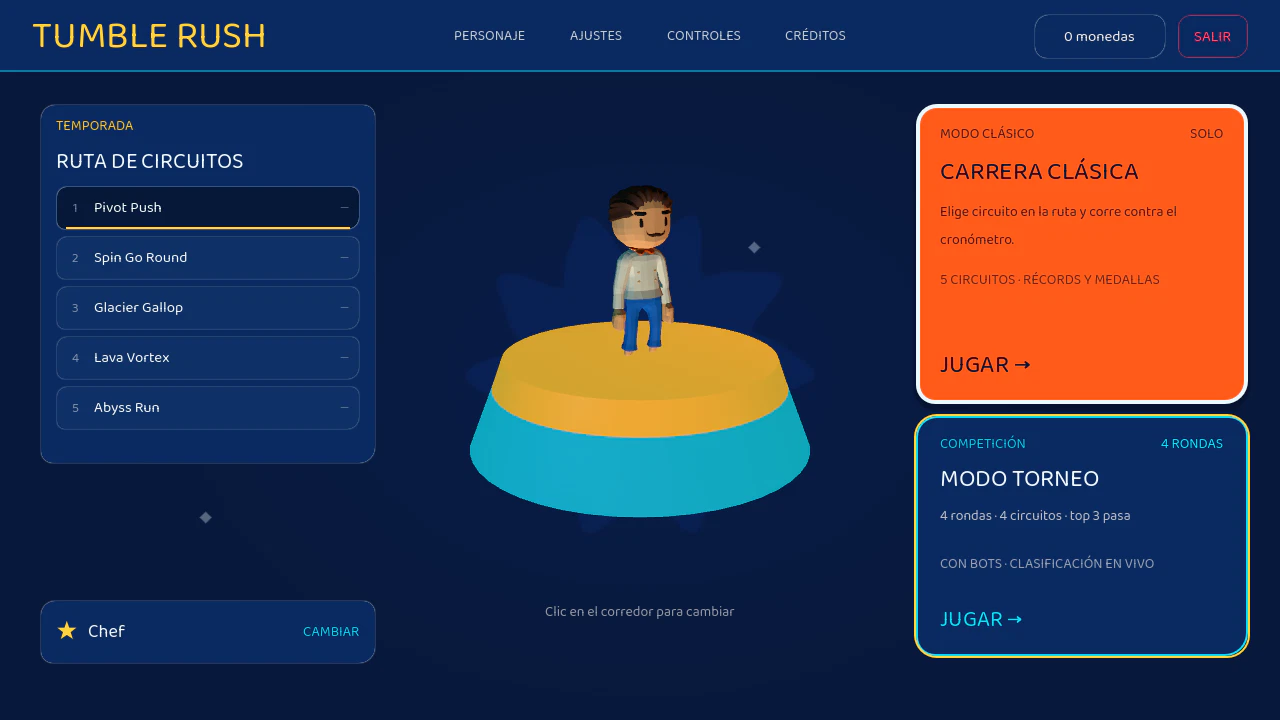 TUMBLE RUSH
PERSONAJE
AJUSTES
CONTROLES
CRÉDITOS
0 monedas
SALIR
TEMPORADA
RUTA DE CIRCUITOS
1 Pivot Push —
2 Spin Go Round —
3 Glacier Gallop —
4 Lava Vortex —
5 Abyss Run —
Chef
CAMBIAR
Clic en el corredor para cambiar
MODO CLÁSICO
SOLO
CARRERA CLÁSICA
Elige circuito en la ruta y corre contra el
cronómetro.
5 CIRCUITOS · RÉCORDS Y MEDALLAS
JUGAR →
COMPETICIÓN
4 RONDAS
MODO TORNEO
4 rondas · 4 circuitos · top 3 pasa
CON BOTS · CLASIFICACIÓN EN VIVO
JUGAR →